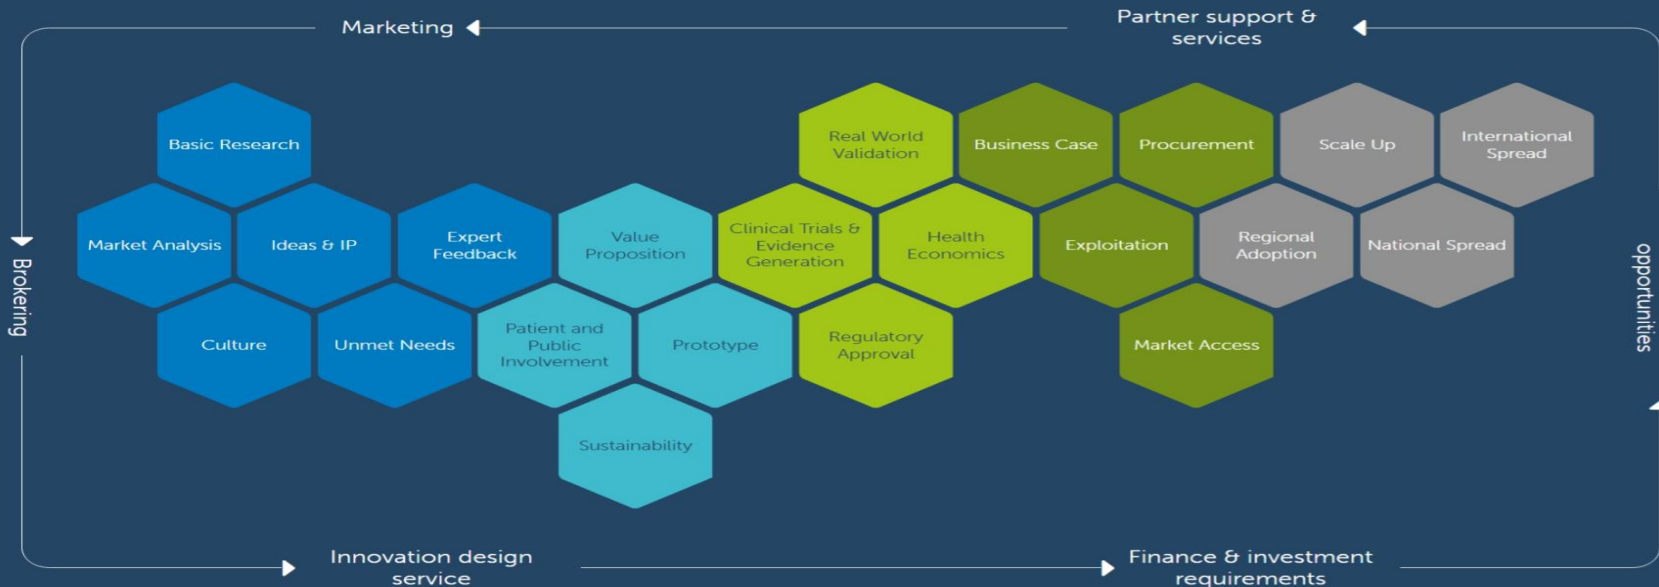 Marketing
Partner support &
services
Basic Research
Real World
Validation
Business Case
Procurement
Scale Up
International
Spread
Market Analysis
Ideas & IP
Expert
Feedback
Value
Proposition
Clinical Trials &
Evidence
Generation
Health
Economics
Exploitation
Regional
Adoption
National Spread
Brokering
opportunities
Culture
Unmet Needs
Patient and
Public
Involvement
Prototype
Regulatory
Approval
Market Access
Sustainability
Innovation design
service
Finance & investment
requirements